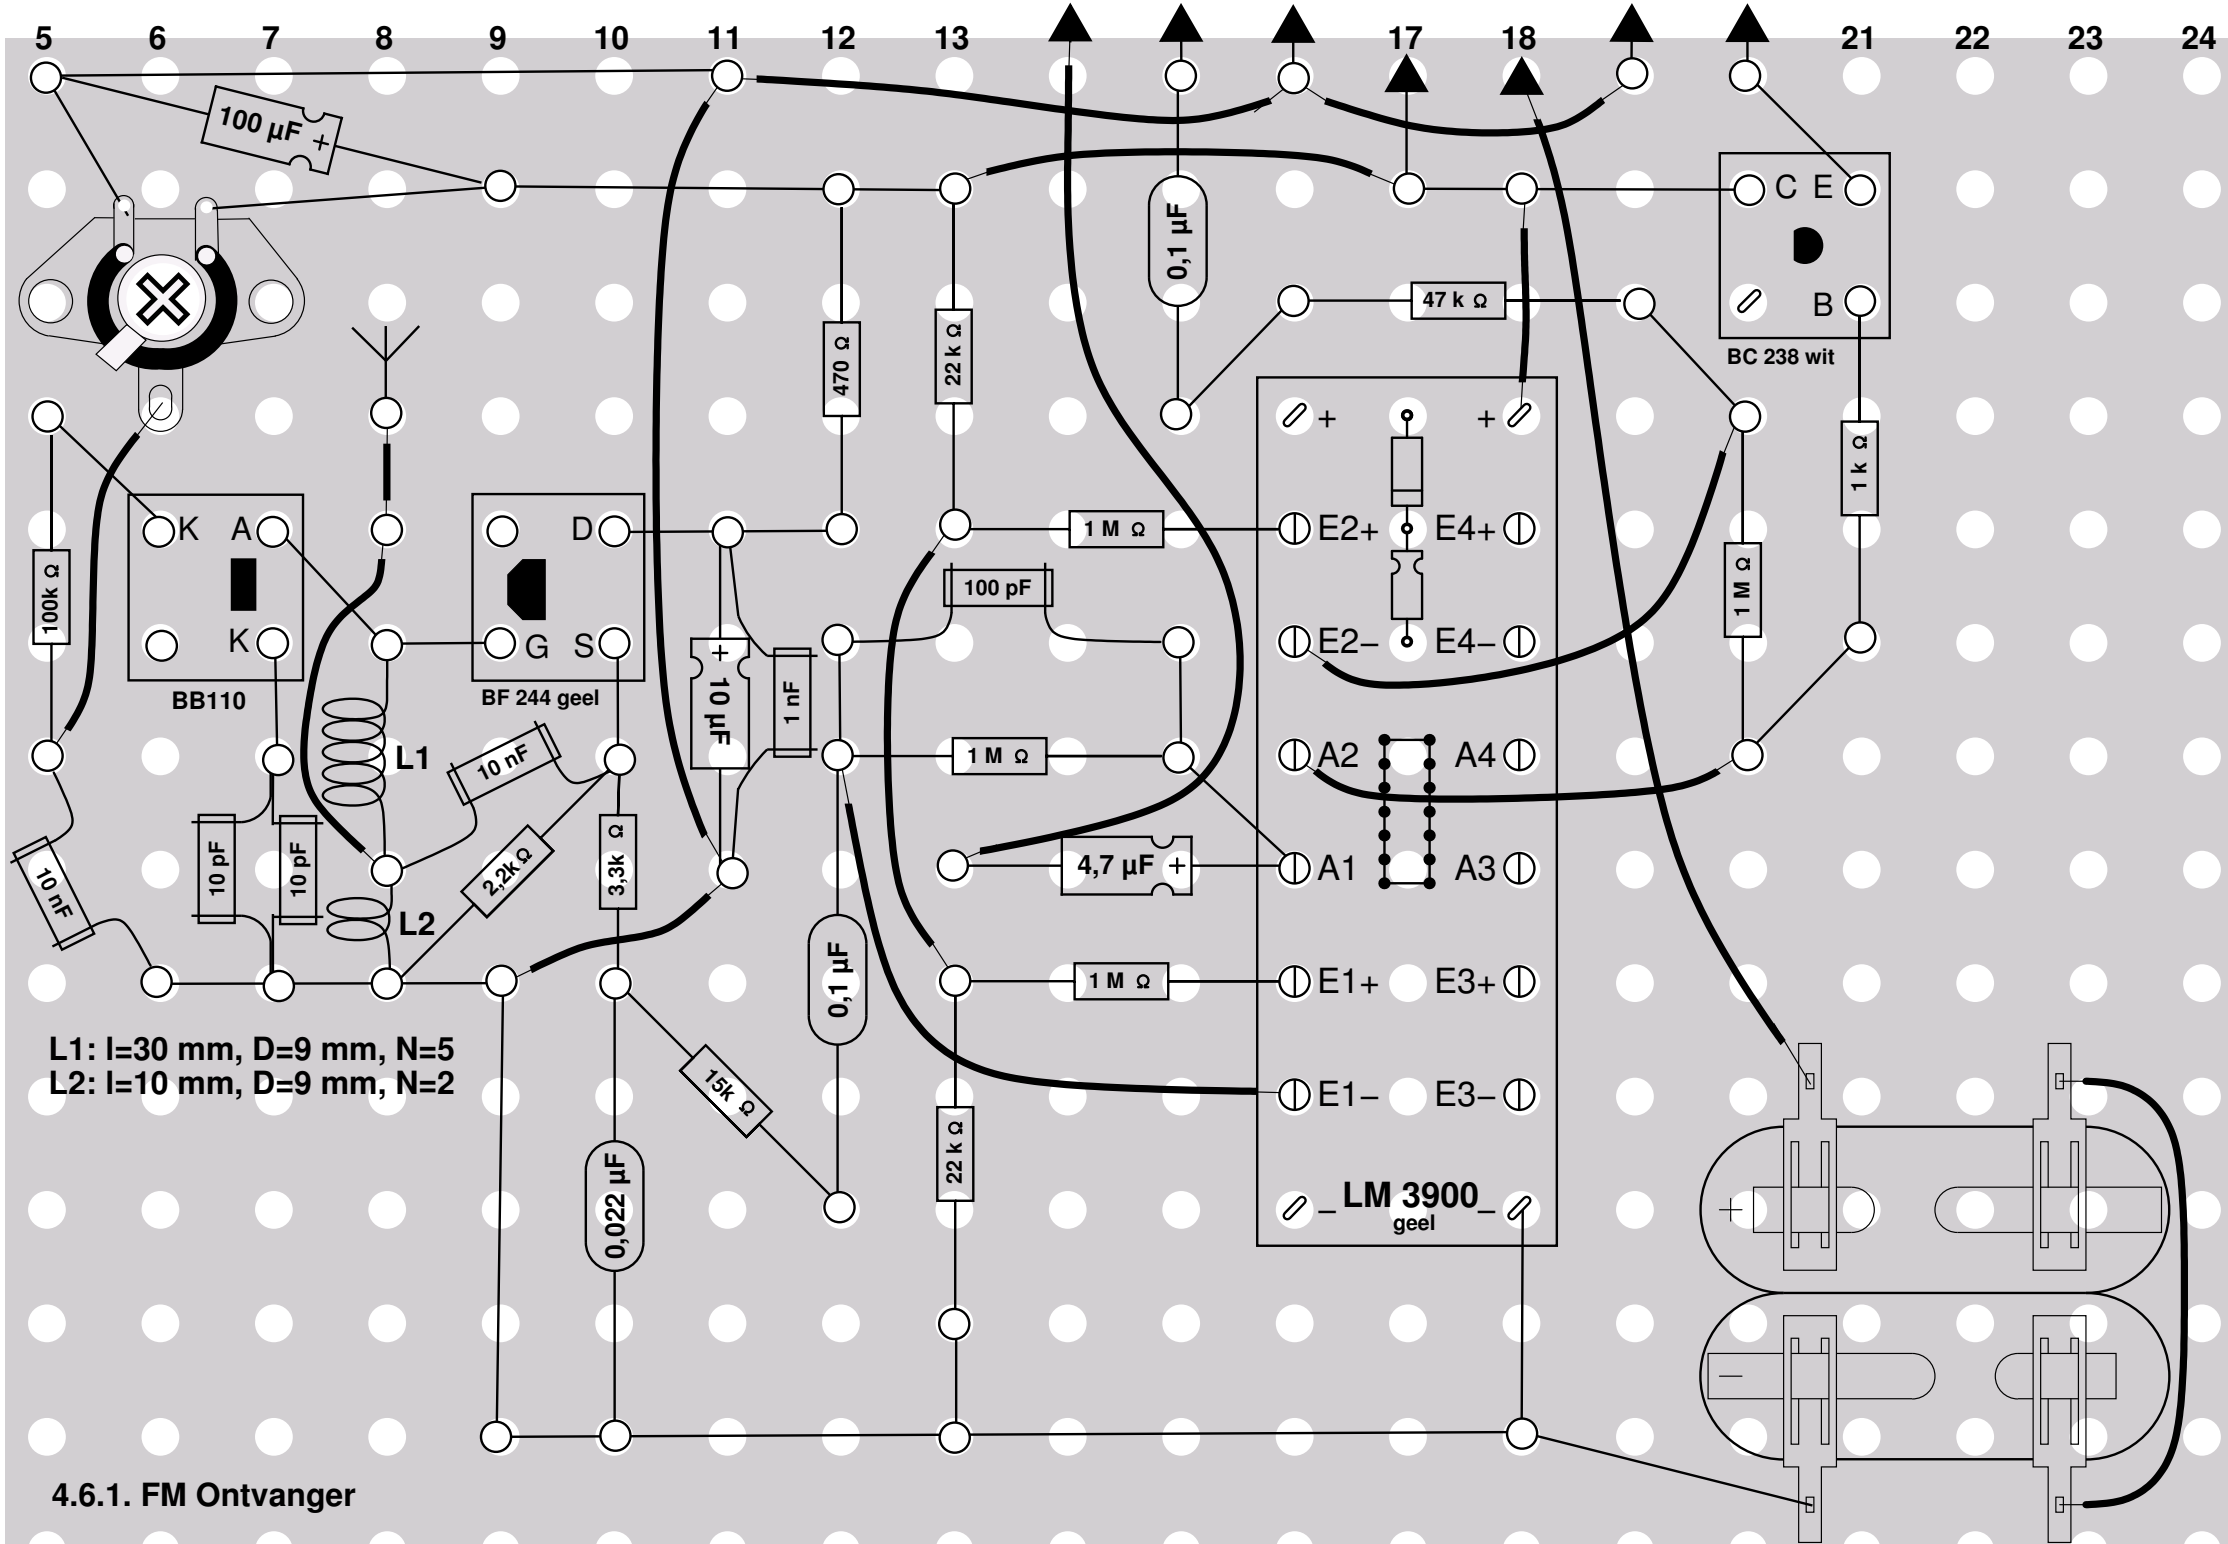 5 6 7 8 9 10 11 12 13 17 18 21 22 23 24
100 µF +
C E
0,1 µF
47 k Ω
B
470 Ω
22 k Ω
BC 238 wit
+ +
1 k Ω
K A
D
1 M Ω
E2+ E4+
100k Ω
100 pF
1 M Ω
K
G S
E2– E4–
BB110
BF 244 geel
+ 10 µF
1 nF
L1
10 nF
1 M Ω
A2 A4
10 nF
10 pF
10 pF
2,2k Ω
3,3k Ω
4,7 µF +
A1 A3
L2
0,1 µF
1 M Ω
E1+ E3+
L1: l=30 mm, D=9 mm, N=5
L2: l=10 mm, D=9 mm, N=2
15k Ω
E1– E3–
22 k Ω
0,022 µF
– LM 3900 –
geel
+
–
4.6.1. FM Ontvanger